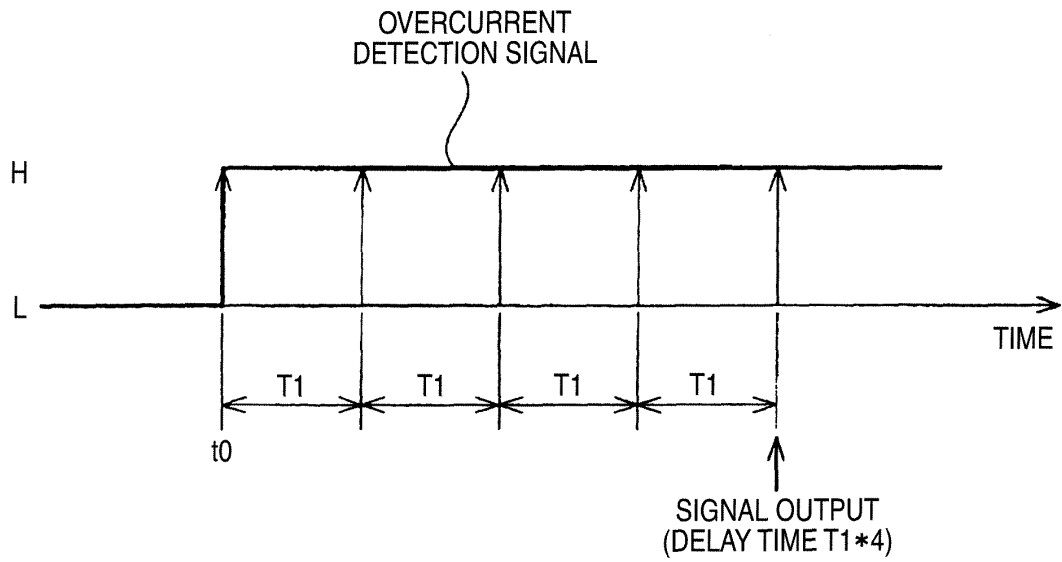 OVERCURRENT
DETECTION SIGNAL
H
L
TIME
T1 T1 T1 T1
t0
SIGNAL OUTPUT
(DELAY TIME T1*4)